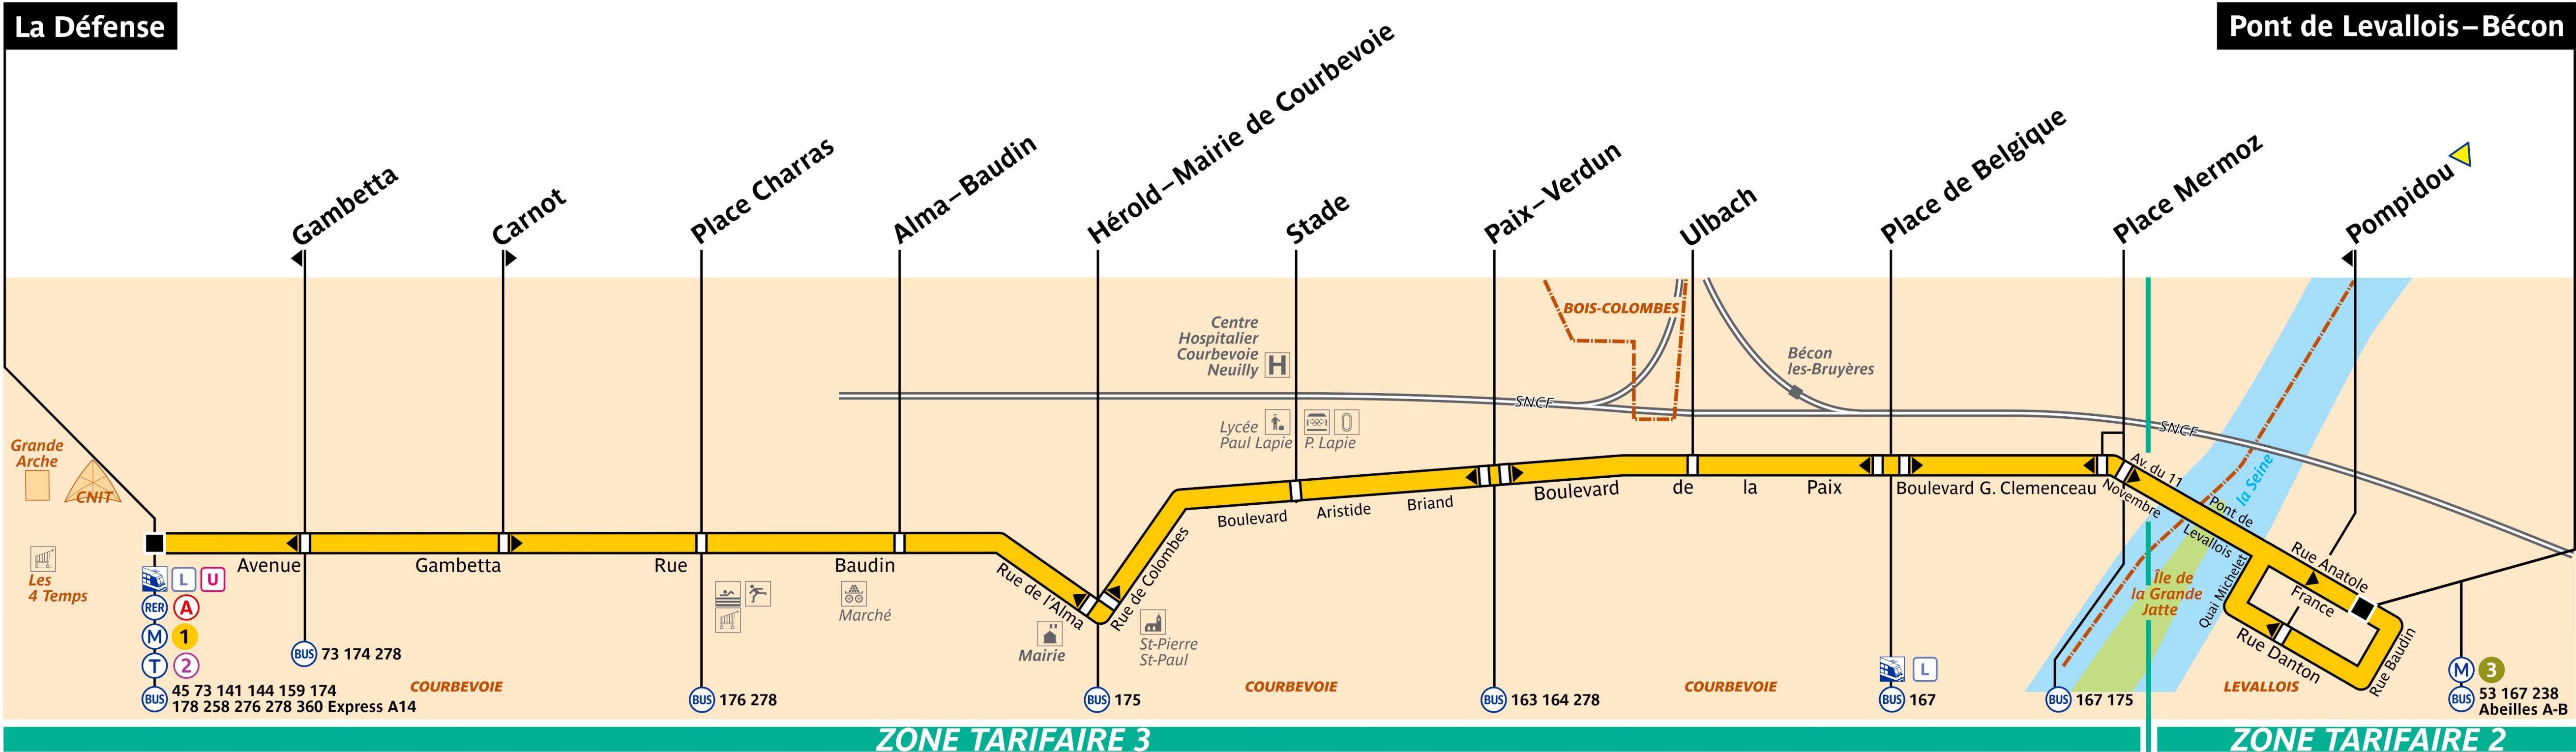 La Défense
Pont de Levallois–Bécon
Gambetta
Carnot
Place Charras
Alma–Baudin
Hérold–Mairie de Courbevoie
Stade
Paix–Verdun
Ulbach
Place de Belgique
Place Mermoz
Pompidou
BOIS-COLOMBES
Centre
Hospitalier
Courbevoie
Neuilly
H
Bécon
les-Bruyères
SNCF
SNCF
Lycée
Paul Lapie
P. Lapie
Grande
Arche
CNIT
la Seine
Av. du 11
Novembre
Pont de
Levallois
Boulevard
Aristide
Briand
Boulevard
de
la
Paix
Boulevard G. Clemenceau
Avenue
Gambetta
Rue
Baudin
Rue de l'Alma
Rue de Colombes
Quai Michelet
Rue Anatole
France
Rue Danton
Rue Baudin
Île de
la Grande
Jatte
Les
4 Temps
L U
RER A
M 1
T 2
BUS 45 73 141 144 159 174
178 258 276 278 360 Express A14
BUS 73 174 278
COURBEVOIE
BUS 176 278
Marché
Mairie
St-Pierre
St-Paul
BUS 175
COURBEVOIE
BUS 163 164 278
COURBEVOIE
L
BUS 167
BUS 167 175
LEVALLOIS
M 3
BUS 53 167 238
Abeilles A-B
ZONE TARIFAIRE 3
ZONE TARIFAIRE 2